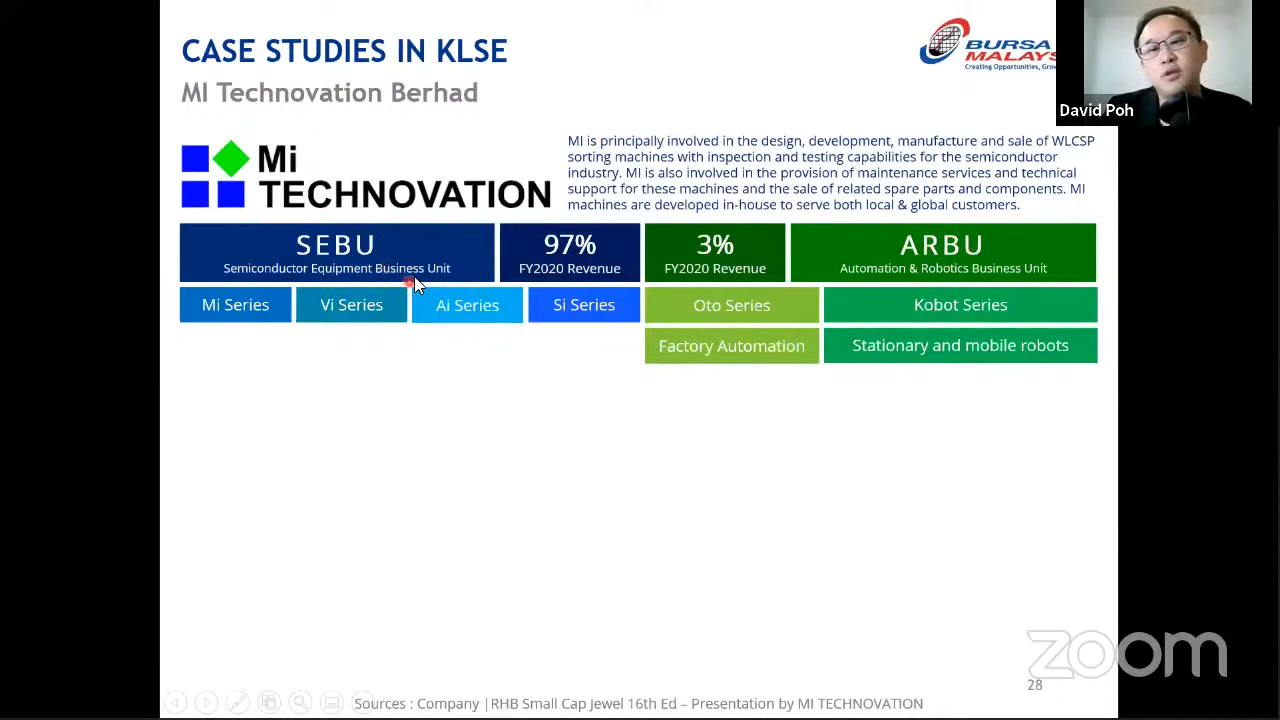 CASE STUDIES IN KLSE
MI Technovation Berhad
BURSA
MALAYS
Creating Opportunities, Grow
David Poh
Mi
TECHNOVATION
MI is principally involved in the design, development, manufacture and sale of WLCSP
sorting machines with inspection and testing capabilities for the semiconductor
industry. MI is also involved in the provision of maintenance services and technical
support for these machines and the sale of related spare parts and components. MI
machines are developed in-house to serve both local & global customers.
SEBU
Semiconductor Equipment Business Unit
97%
FY2020 Revenue
3%
FY2020 Revenue
ARBU
Automation & Robotics Business Unit
Mi Series
Vi Series
Ai Series
Si Series
Oto Series
Kobot Series
Factory Automation
Stationary and mobile robots
zoom
28
Sources : Company |RHB Small Cap Jewel 16th Ed – Presentation by MI TECHNOVATION